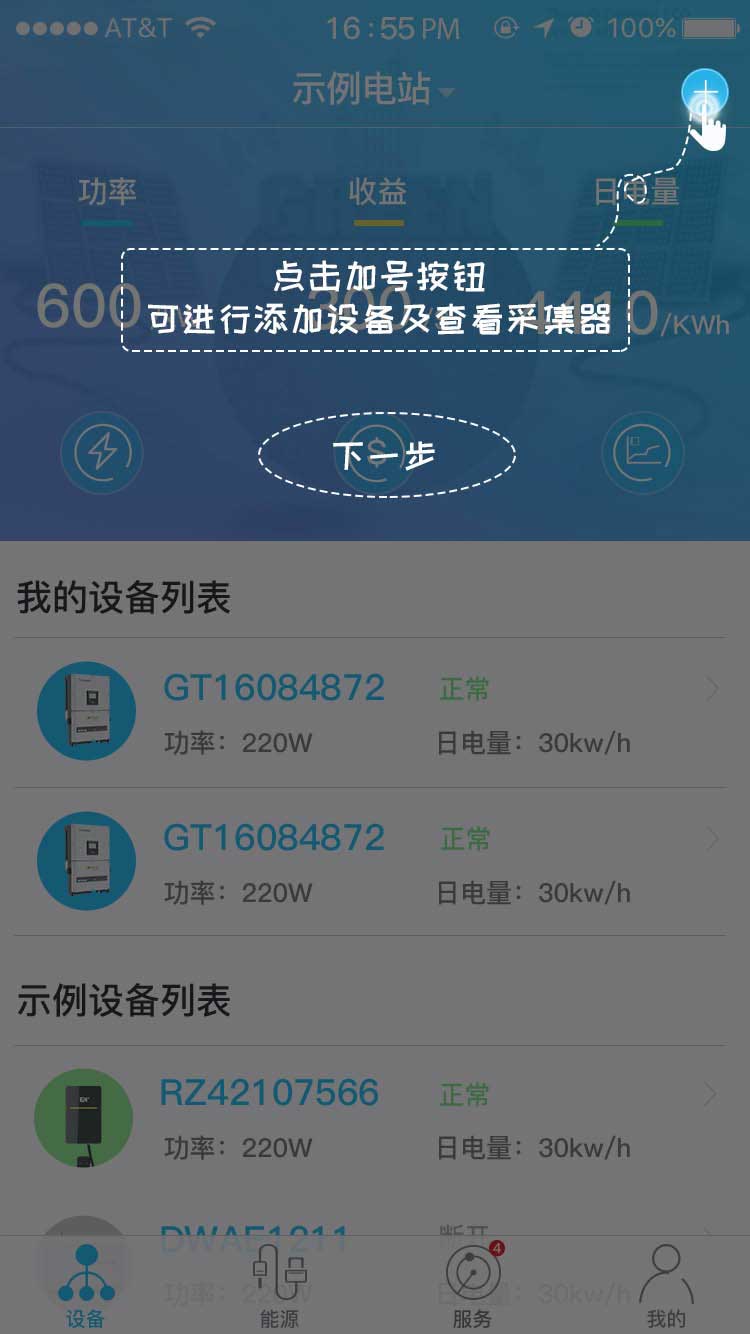 AT&T 16:55PM 100%
示例电站
功率 收益 日电量
点击加号按钮
600 300 4410/KWh
可进行添加设备及查看采集器
下一步
我的设备列表
GT16084872 正常
功率：220W 日电量：30kw/h
GT16084872 正常
功率：220W 日电量：30kw/h
示例设备列表
RZ42107566 正常
功率：220W 日电量：30kw/h
DWAE1211 断开
功率：220W 日电量：30kw/h
4
设备 能源 服务 我的